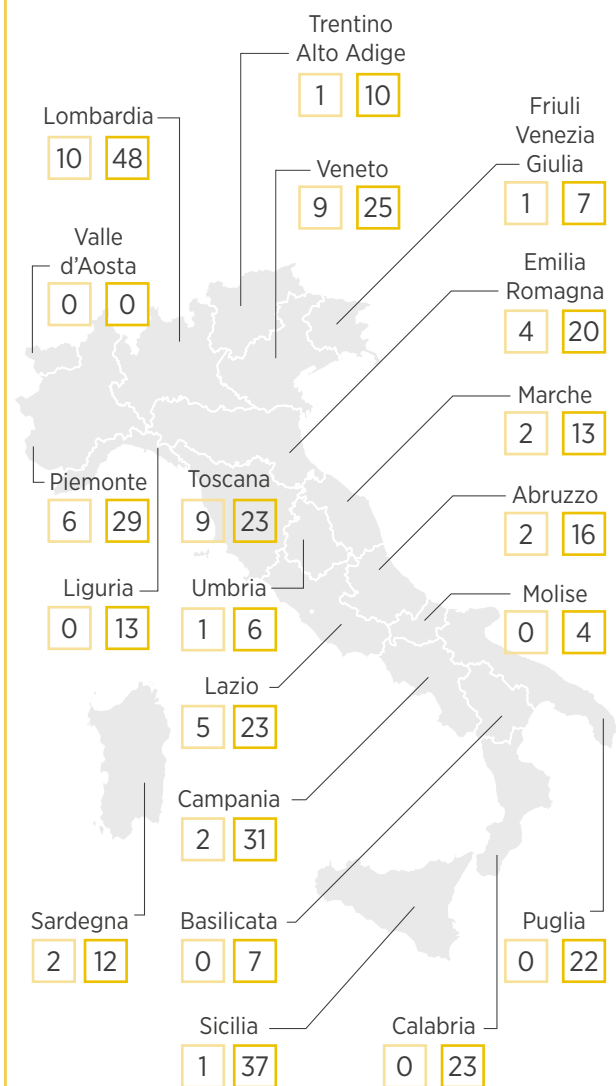 Trentino
Alto Adige
1 10
Lombardia
10 48
Friuli
Venezia
Giulia
1 7
Veneto
9 25
Valle
d'Aosta
0 0
Emilia
Romagna
4 20
Marche
2 13
Piemonte
6 29
Toscana
9 23
Abruzzo
2 16
Liguria
0 13
Umbria
1 6
Molise
0 4
Lazio
5 23
Campania
2 31
Sardegna
2 12
Basilicata
0 7
Puglia
0 22
Sicilia
1 37
Calabria
0 23